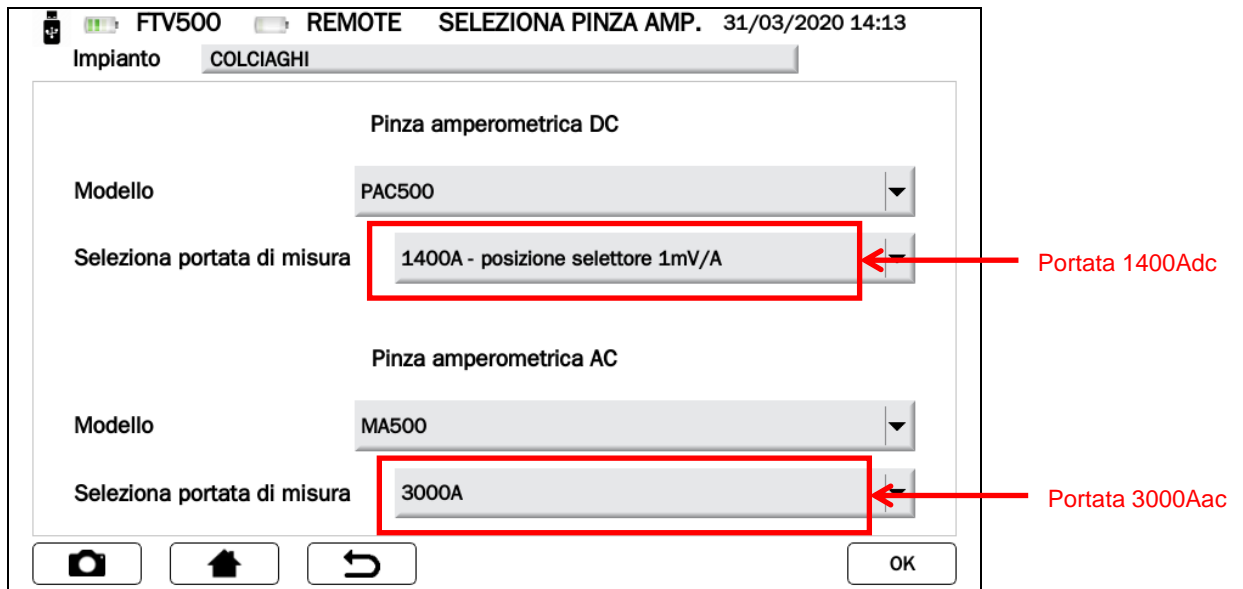 FTV500 REMOTE SELEZIONA PINZA AMP. 31/03/2020 14:13
Impianto COLCIAGHI
Pinza amperometrica DC
Modello PAC500
Seleziona portata di misura 1400A - posizione selettore 1mV/A
Portata 1400Adc
Pinza amperometrica AC
Modello MA500
Seleziona portata di misura 3000A
Portata 3000Aac
OK